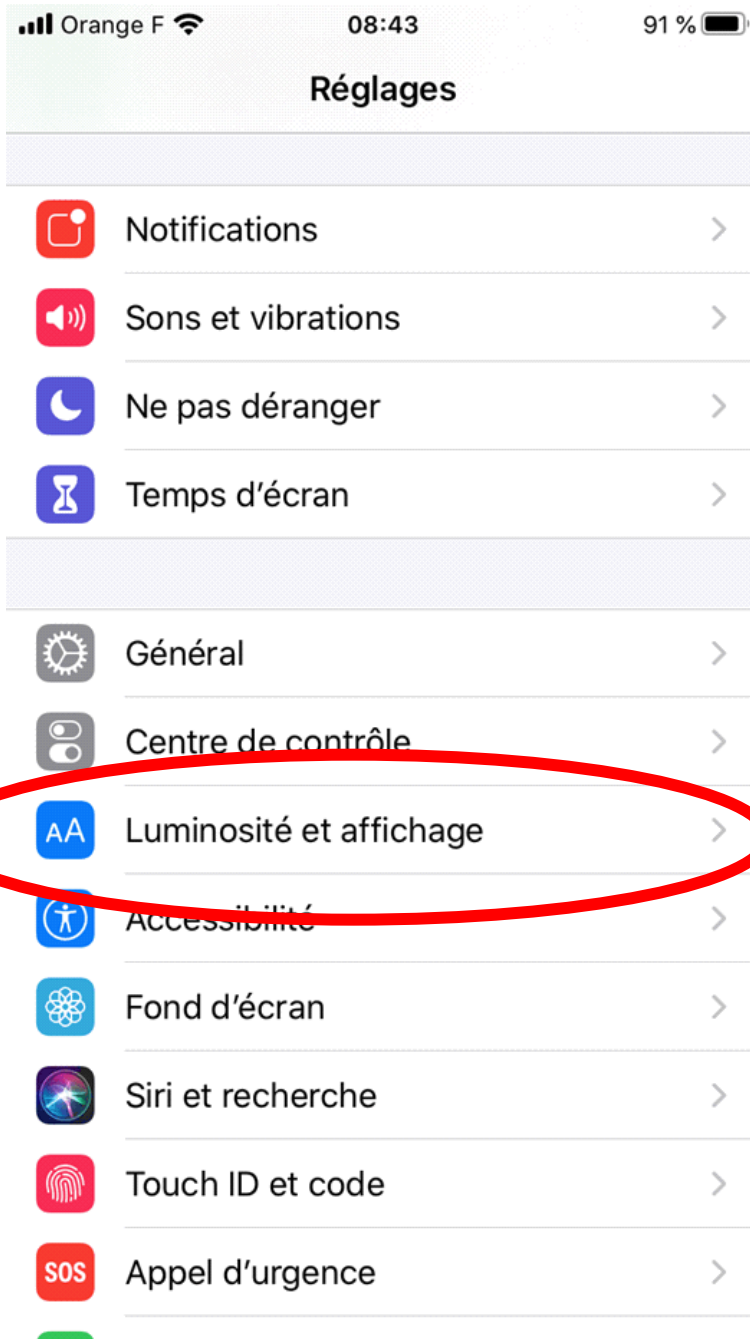 Orange F 08:43 91 %
Réglages
Notifications
Sons et vibrations
Ne pas déranger
Temps d’écran
Général
Centre de contrôle
AA Luminosité et affichage
Accessibilité
Fond d’écran
Siri et recherche
Touch ID et code
SOS Appel d’urgence